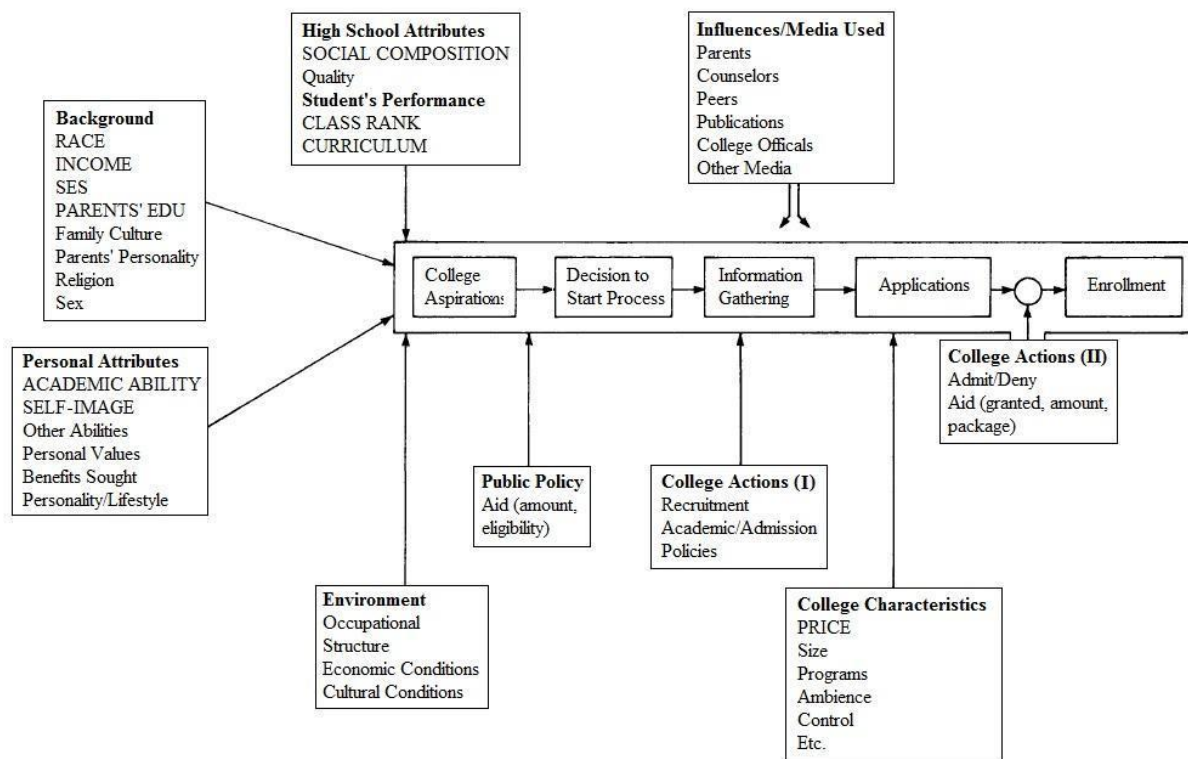 High School Attributes
SOCIAL COMPOSITION
Quality
Student's Performance
CLASS RANK
CURRICULUM
Influences/Media Used
Parents
Counselors
Peers
Publications
College Officals
Other Media
Background
RACE
INCOME
SES
PARENTS' EDU
Family Culture
Parents' Personality
Religion
Sex
College
Aspirations
Decision to
Start Process
Information
Gathering
Applications
Enrollment
Personal Attributes
ACADEMIC ABILITY
SELF-IMAGE
Other Abilities
Personal Values
Benefits Sought
Personality/Lifestyle
College Actions (II)
Admit/Deny
Aid (granted, amount,
package)
Public Policy
Aid (amount,
eligibility)
College Actions (I)
Recruitment
Academic/Admission
Policies
Environment
Occupational
Structure
Economic Conditions
Cultural Conditions
College Characteristics
PRICE
Size
Programs
Ambience
Control
Etc.